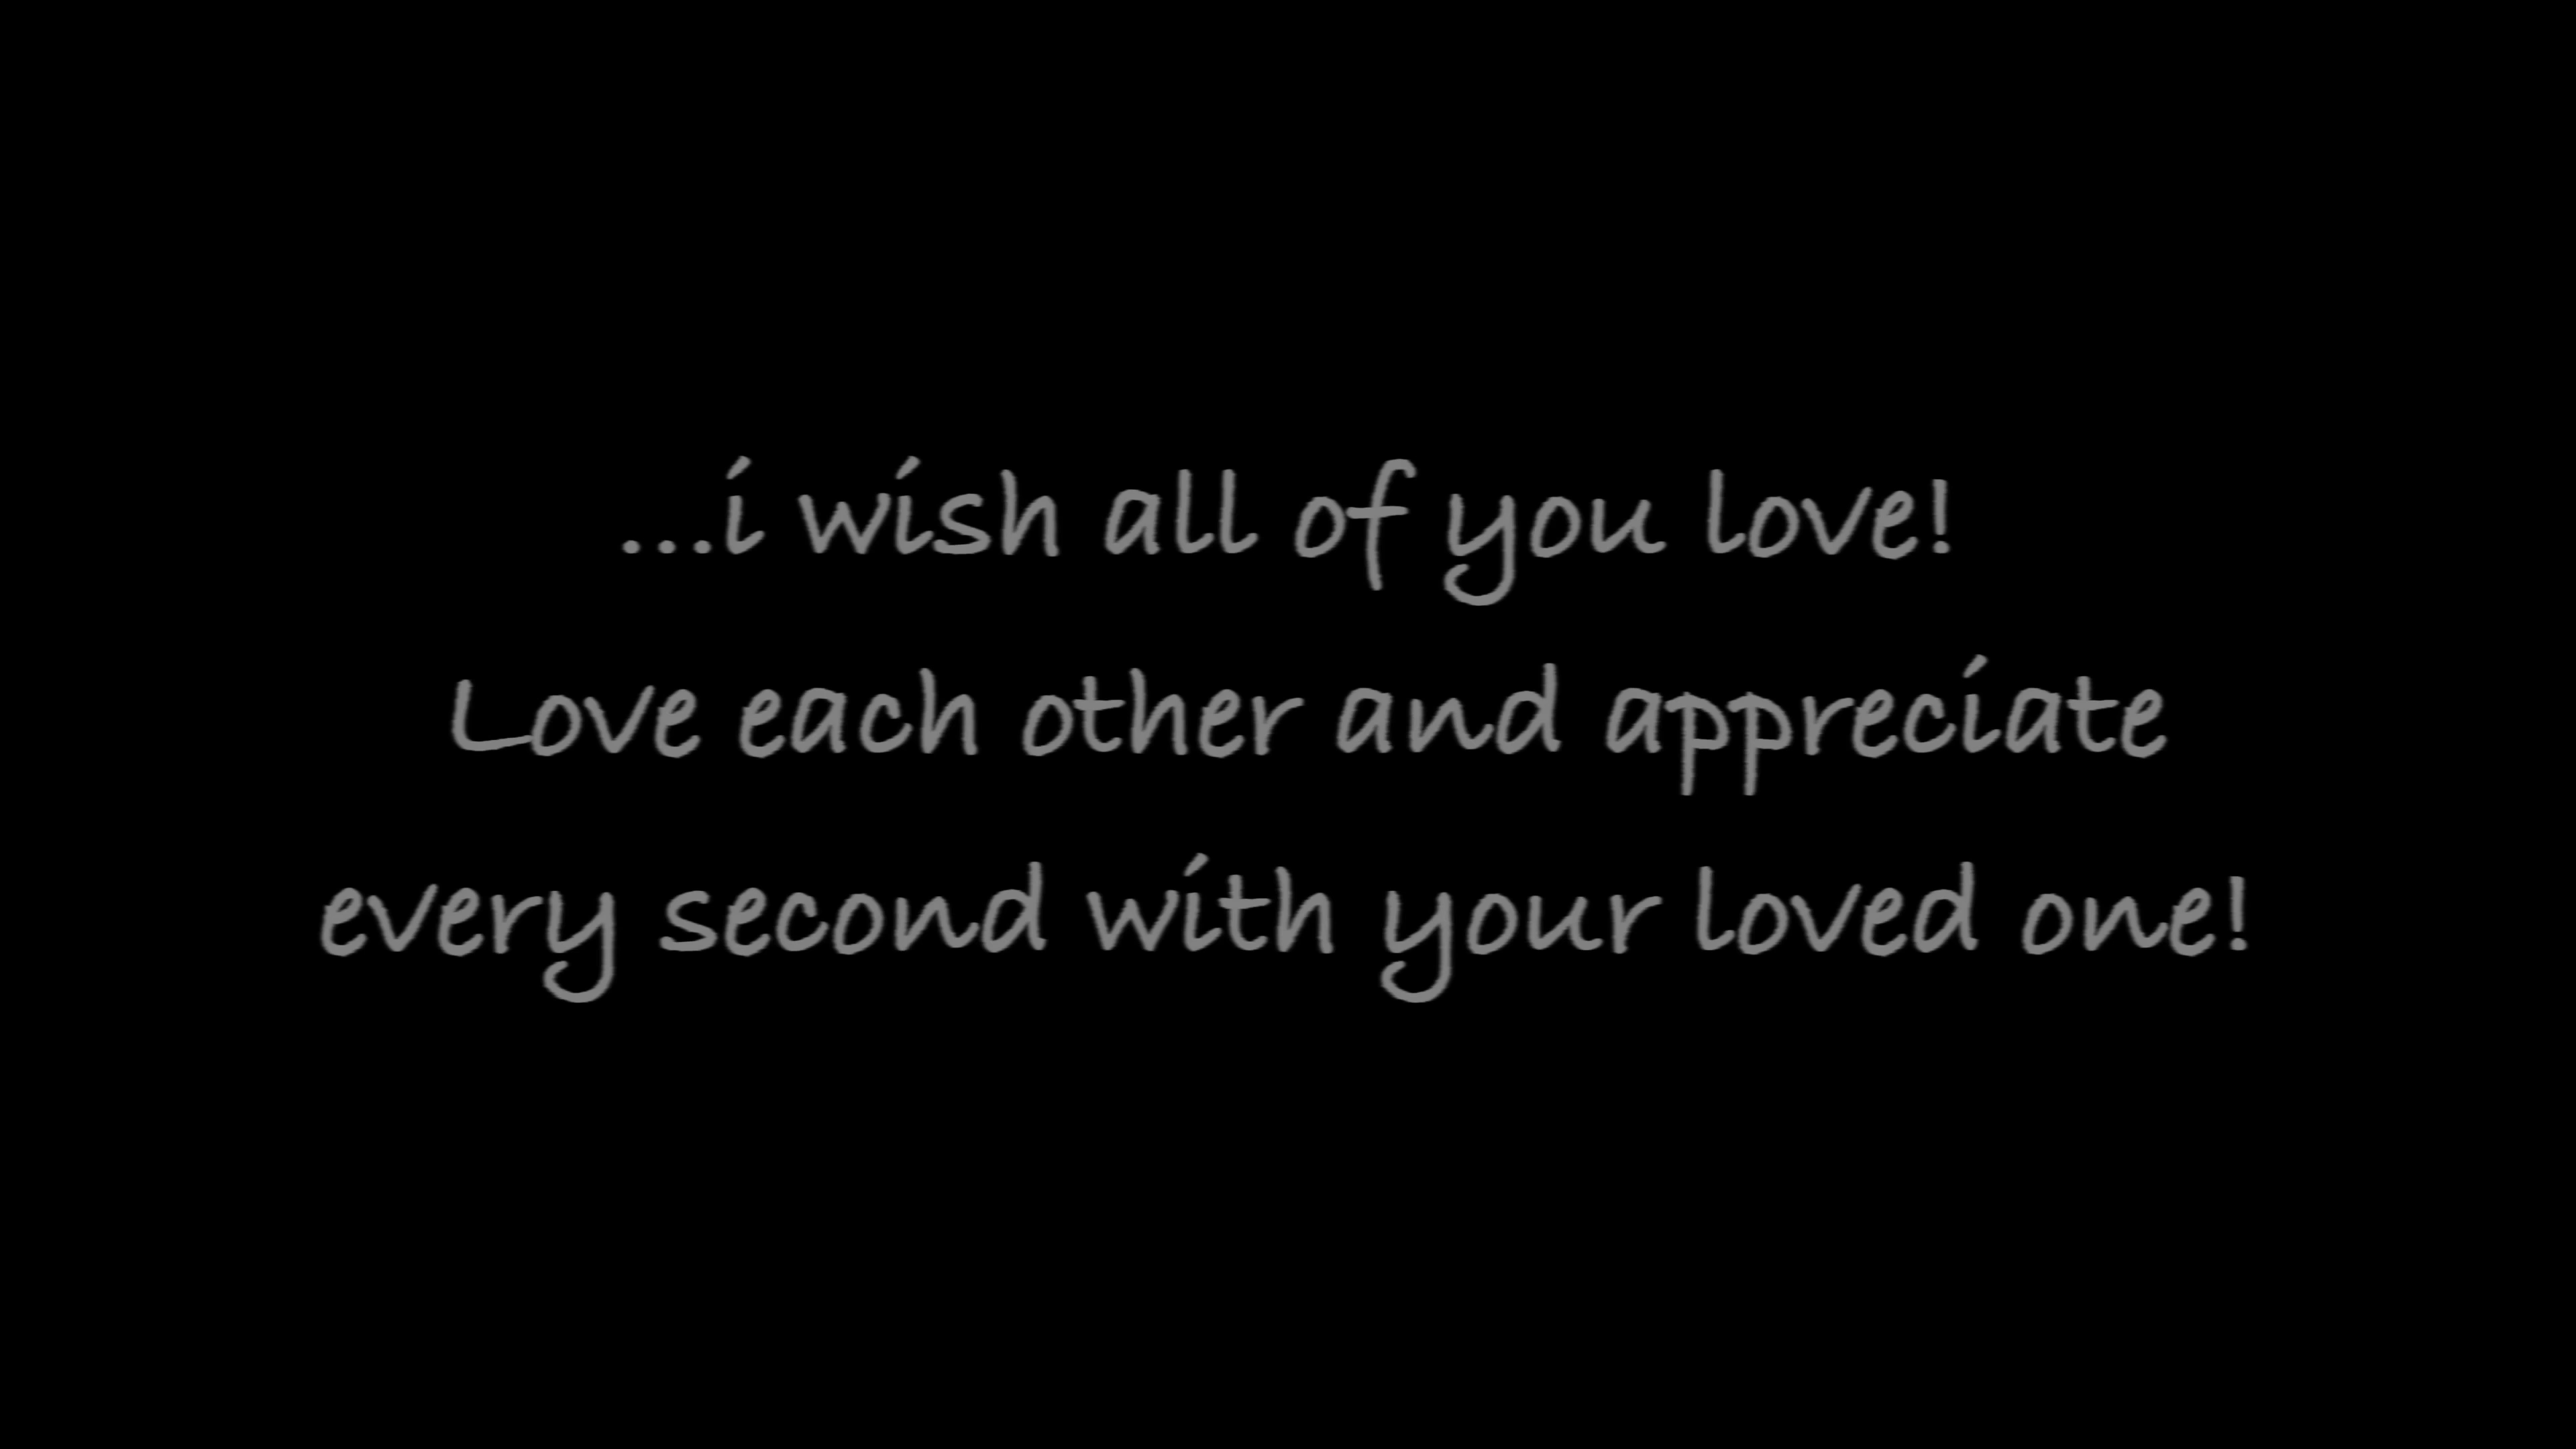 ...i wish all of you love!
Love each other and appreciate
every second with your loved one!